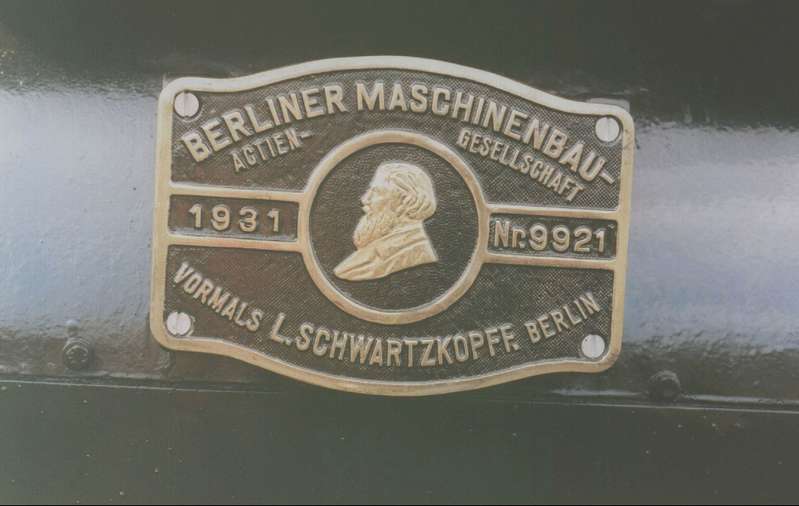 BERLINER MASCHINENBAU-
ACTIEN- GESELLSCHAFT
1931 Nr. 9921
VORMALS L. SCHWARTZKOPFF. BERLIN